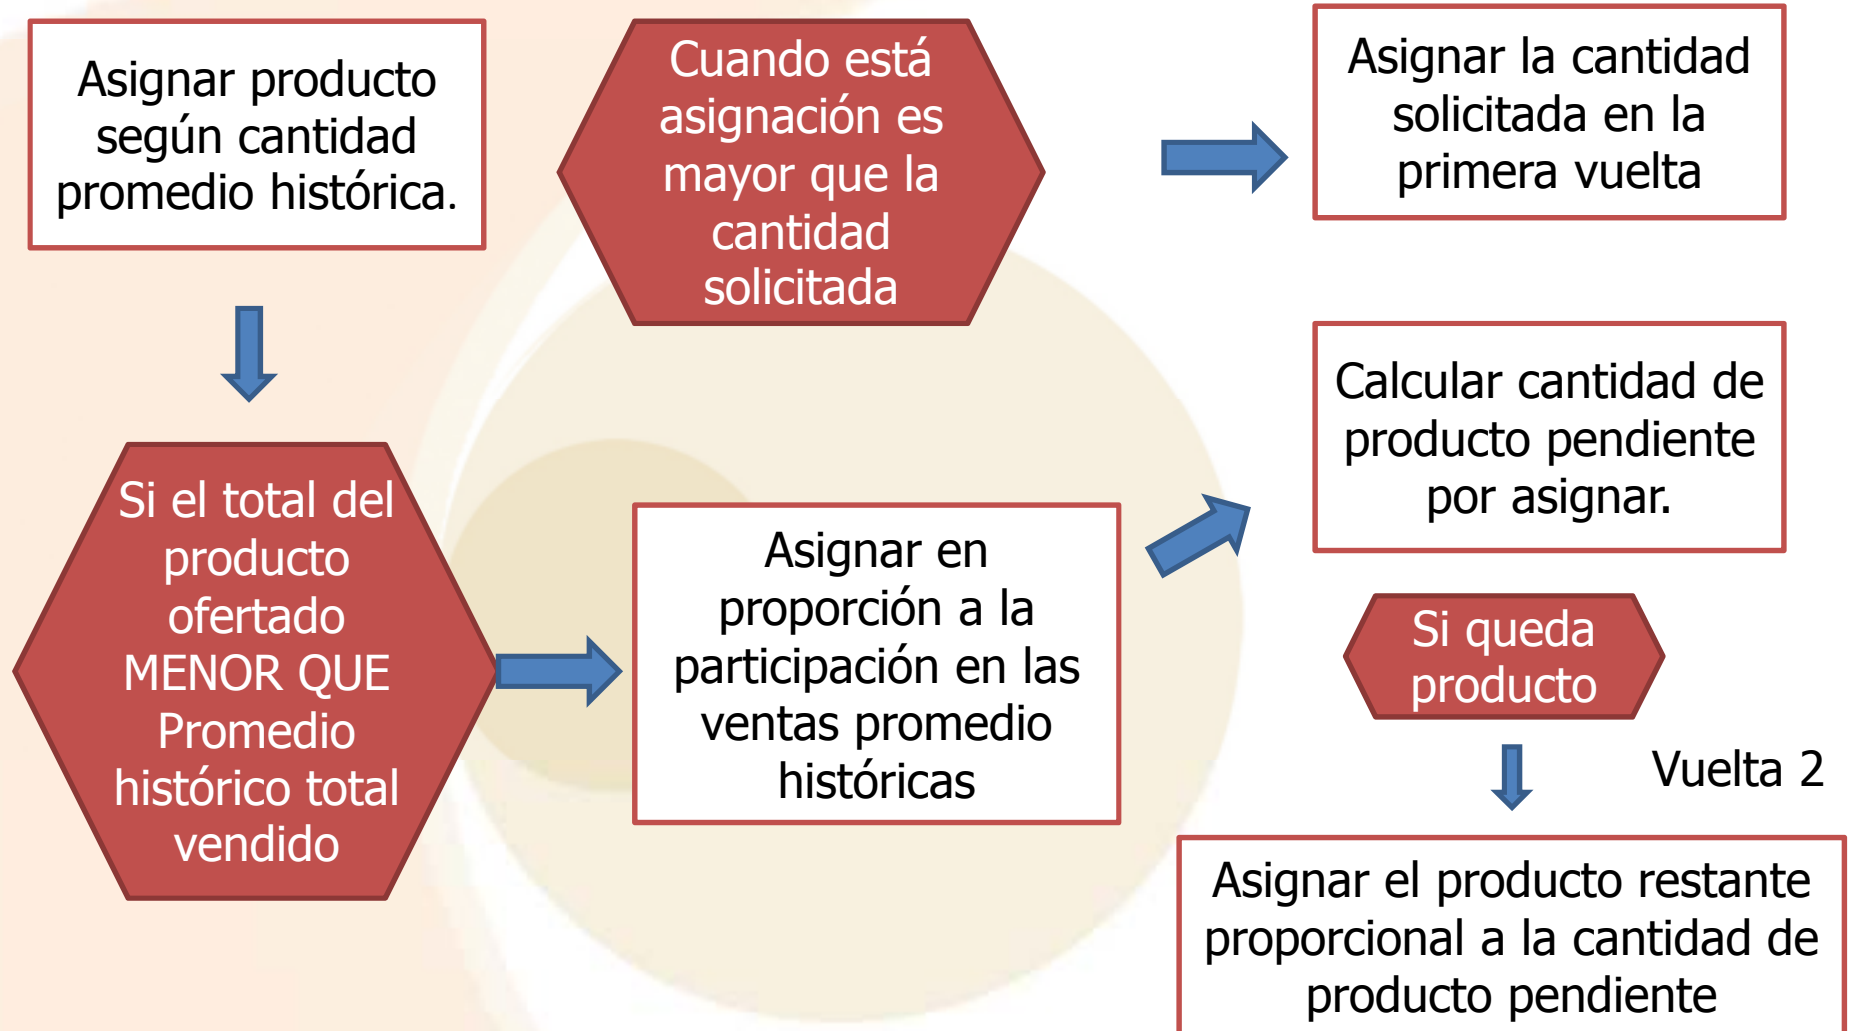 Asignar producto
según cantidad
promedio histórica.
Cuando está
asignación es
mayor que la
cantidad
solicitada
Asignar la cantidad
solicitada en la
primera vuelta
Si el total del
producto
ofertado
MENOR QUE
Promedio
histórico total
vendido
Asignar en
proporción a la
participación en las
ventas promedio
históricas
Calcular cantidad de
producto pendiente
por asignar.
Si queda
producto
Vuelta 2
Asignar el producto restante
proporcional a la cantidad de
producto pendiente